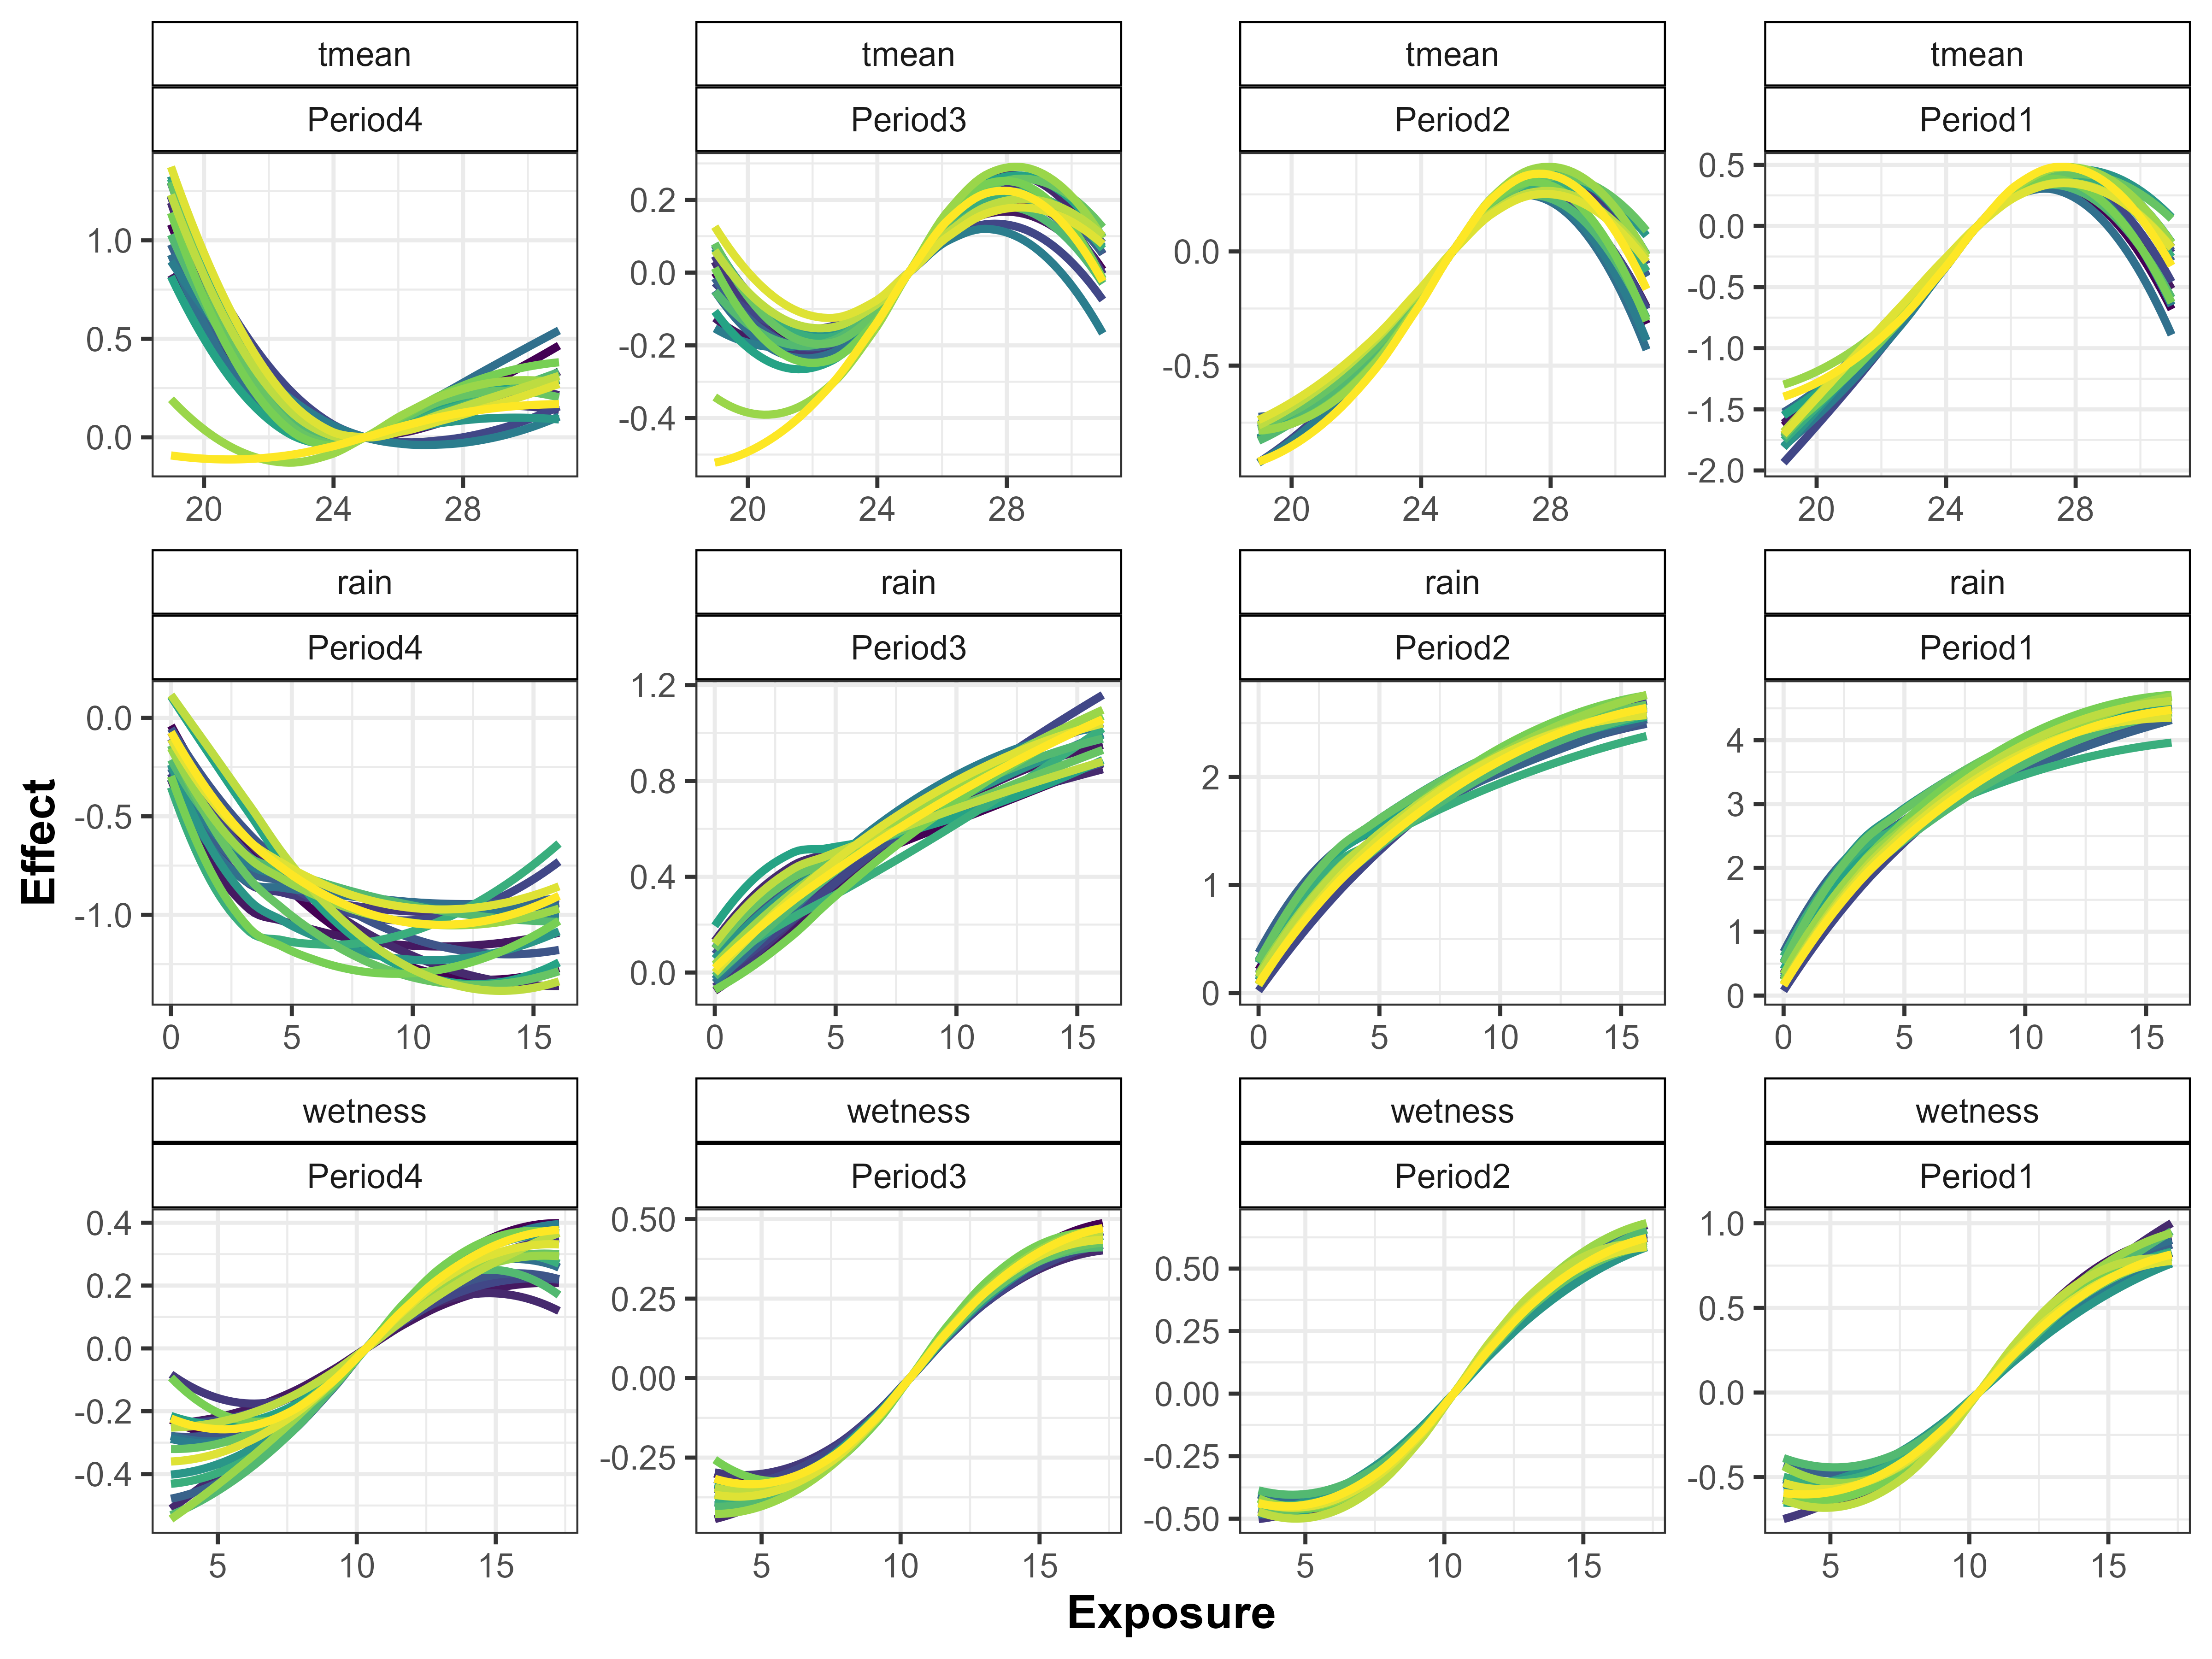 tmean tmean tmean tmean
Period4 Period3 Period2 Period1
1.0 0.5 0.0
0.2 0.0 -0.2 -0.4
0.0 -0.5
0.5 0.0 -0.5 -1.0 -1.5 -2.0
20 24 28 20 24 28 20 24 28 20 24 28
rain rain rain rain
Period4 Period3 Period2 Period1
0.0 -0.5 -1.0
1.2 0.8 0.4 0.0
2 1 0
4 3 2 1 0
0 5 10 15 0 5 10 15 0 5 10 15 0 5 10 15
Effect
wetness wetness wetness wetness
Period4 Period3 Period2 Period1
0.4 0.2 0.0 -0.2 -0.4
0.50 0.25 0.00 -0.25
0.50 0.25 0.00 -0.25 -0.50
1.0 0.5 0.0 -0.5
5 10 15 5 10 15 5 10 15 5 10 15
Exposure